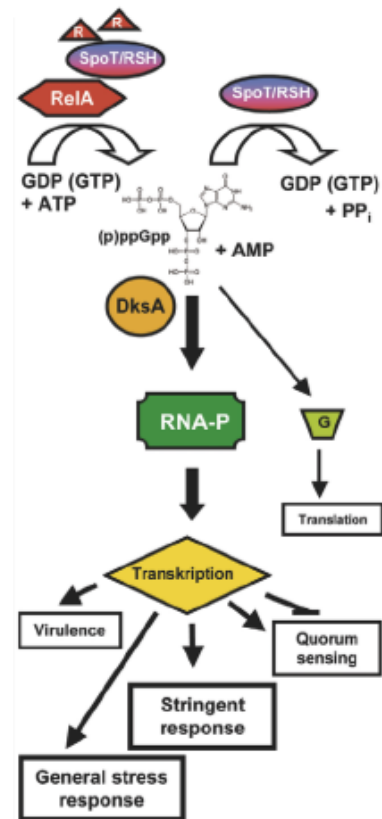 R
R
SpoT/RSH
RelA
SpoT/RSH
GDP (GTP)
+ ATP
(p)ppGpp
+ AMP
GDP (GTP)
+ PPi
DksA
RNA-P
G
Translation
Transkription
Virulence
Quorum
sensing
Stringent
response
General stress
response